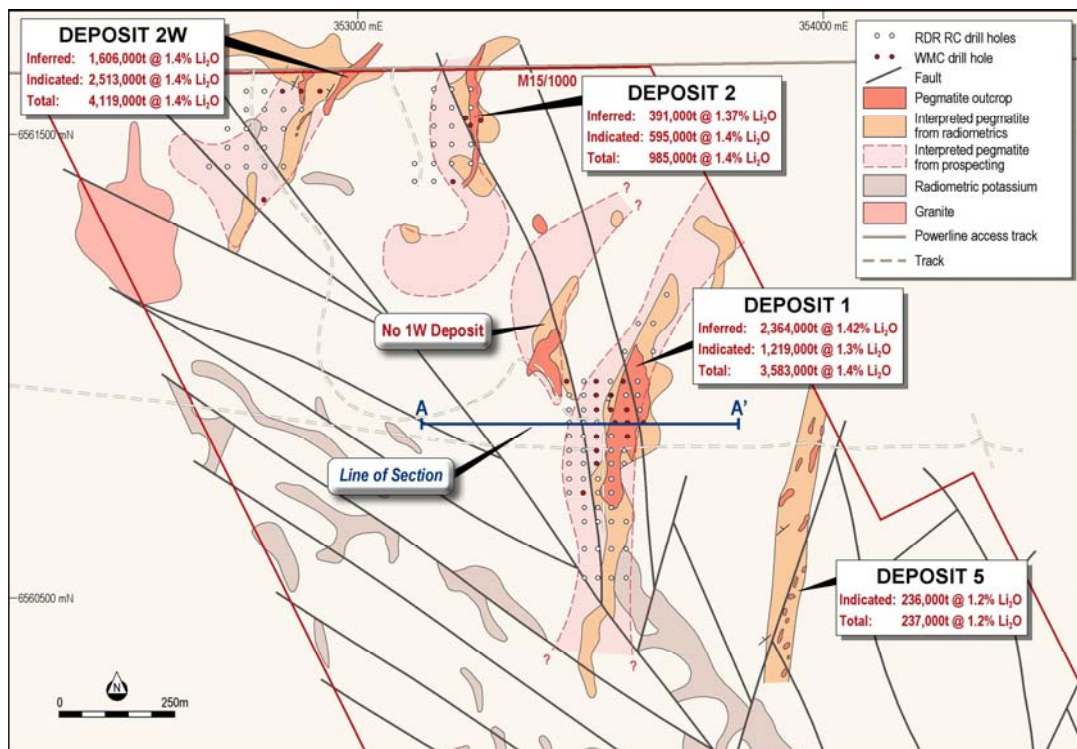 353000 mE
354000 mE
DEPOSIT 2W
Inferred: 1,606,000t @ 1.4% Li₂O
Indicated: 2,513,000t @ 1.4% Li₂O
Total: 4,119,000t @ 1.4% Li₂O
M15/1000
DEPOSIT 2
Inferred: 391,000t @ 1.37% Li₂O
Indicated: 595,000t @ 1.4% Li₂O
Total: 985,000t @ 1.4% Li₂O
RDR RC drill holes
WMC drill hole
Fault
Pegmatite outcrop
Interpreted pegmatite
from radiometrics
Interpreted pegmatite
from prospecting
Radiometric potassium
Granite
Powerline access track
Track
6561500 mN
?
?
DEPOSIT 1
Inferred: 2,364,000t @ 1.42% Li₂O
Indicated: 1,219,000t @ 1.3% Li₂O
Total: 3,583,000t @ 1.4% Li₂O
No 1W Deposit
A
A'
Line of Section
DEPOSIT 5
Indicated: 236,000t @ 1.2% Li₂O
Total: 237,000t @ 1.2% Li₂O
6560500 mN
?
?
N
0
250m